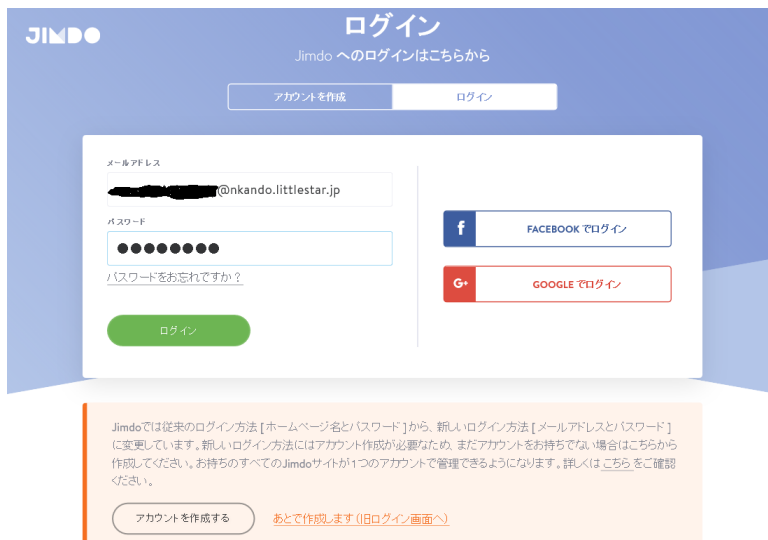 JIMDO
ログイン
Jimdo へのログインはこちらから
アカウントを作成
ログイン
メールアドレス
@nkando.littlestar.jp
パスワード
●●●●●●●●
パスワードをお忘れですか？
ログイン
f
FACEBOOK でログイン
G+
GOOGLE でログイン
Jimdoでは従来のログイン方法 [ ホームページ名とパスワード ] から、新しいログイン方法 [ メールアドレスとパスワード ]
に変更しています。新しいログイン方法にはアカウント作成が必要なため、まだアカウントをお持ちでない場合はこちらから
作成してください。お持ちのすべてのJimdoサイトが１つのアカウントで管理できるようになります。詳しくは こちら をご確認
ください。
アカウントを作成する
あとで作成します（旧ログイン画面へ）